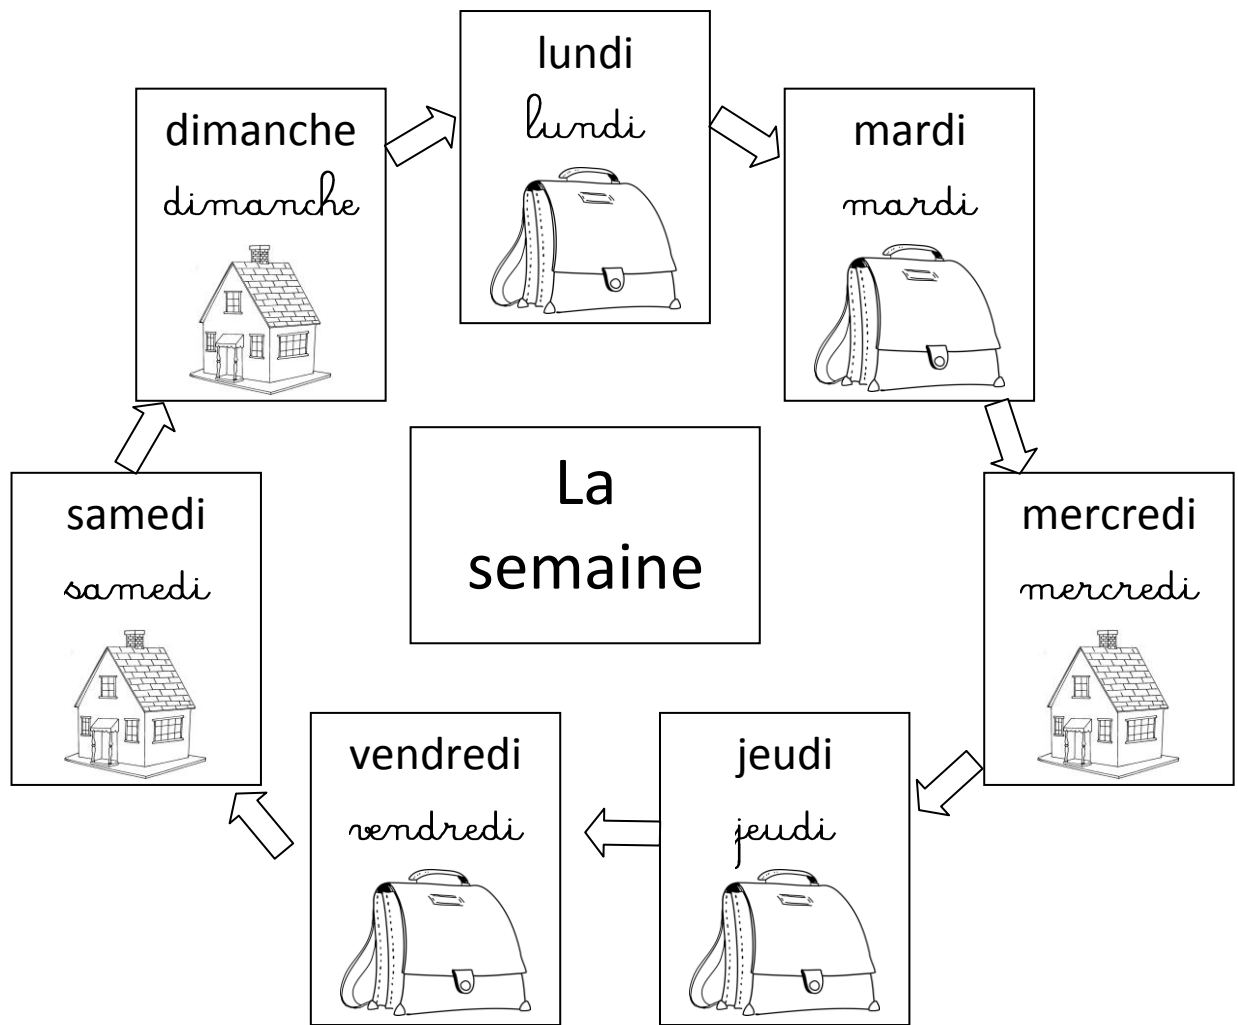 lundi
lundi
mardi
mardi
mercredi
mercredi
jeudi
jeudi
vendredi
vendredi
samedi
samedi
dimanche
dimanche
La
semaine